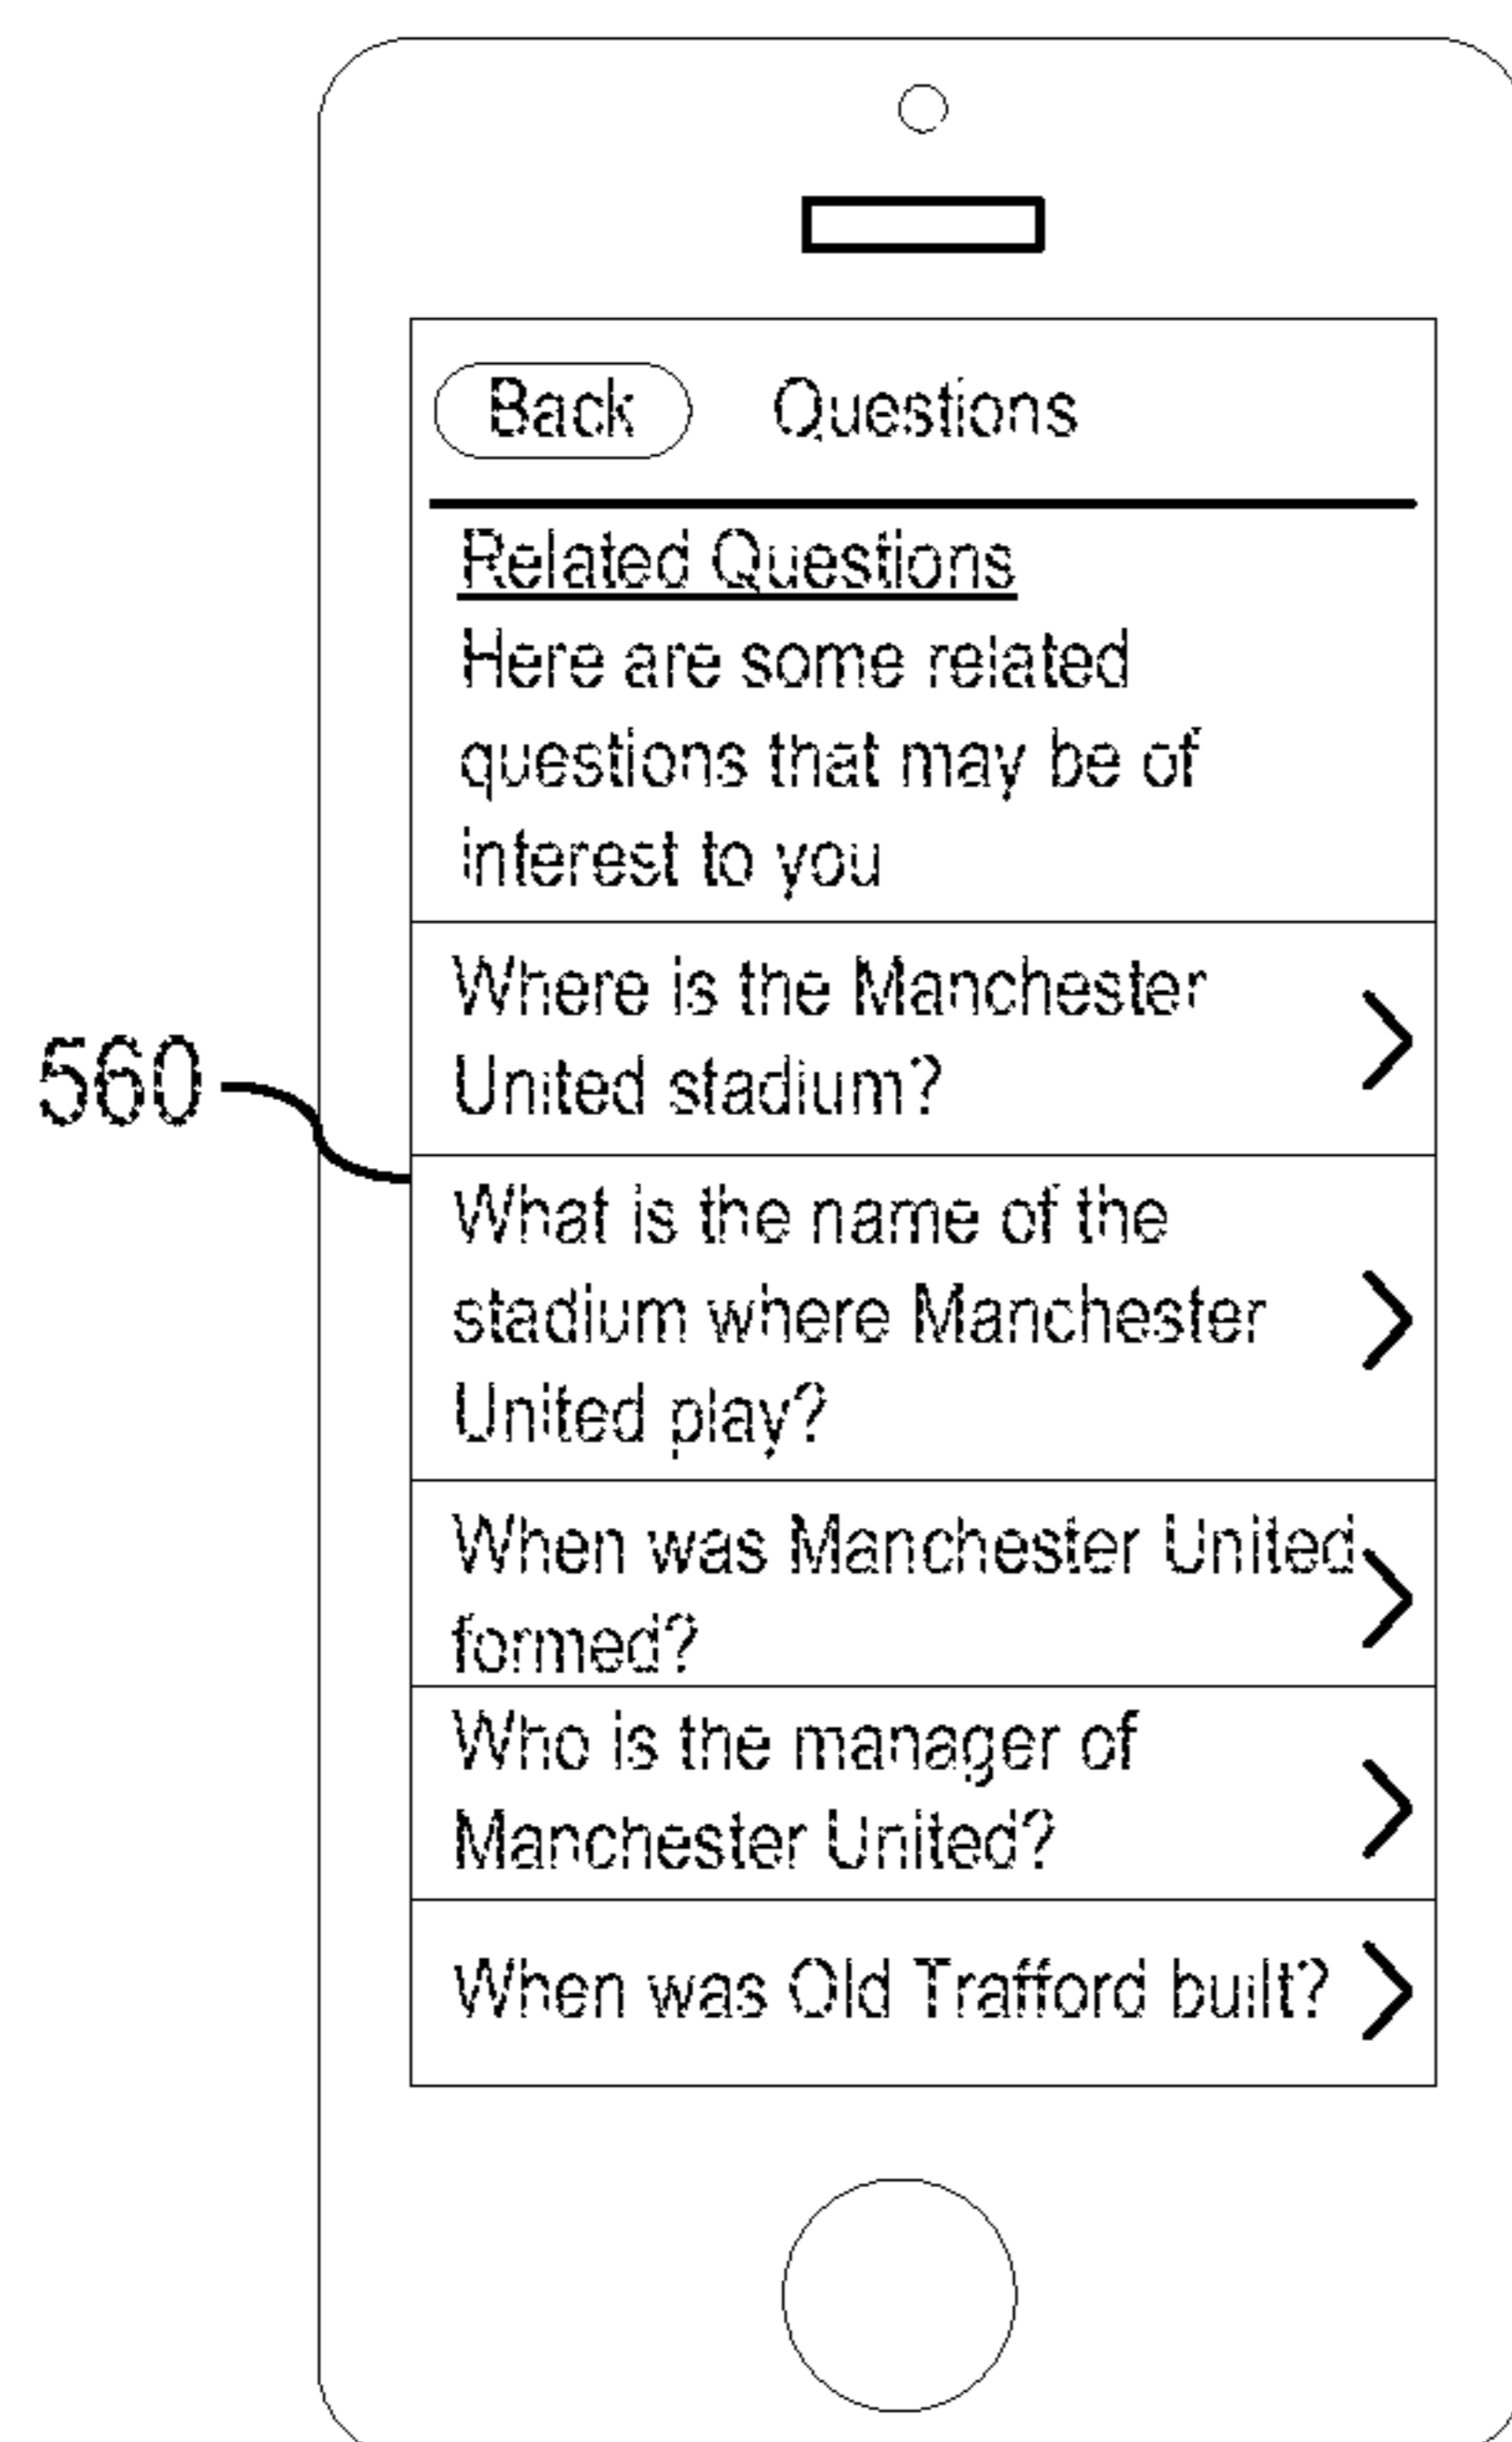 Back Questions
Related Questions
Here are some related
questions that may be of
interest to you
Where is the Manchester
United stadium?
560
What is the name of the
stadium where Manchester
United play?
When was Manchester United
formed?
Who is the manager of
Manchester United?
When was Old Trafford built?